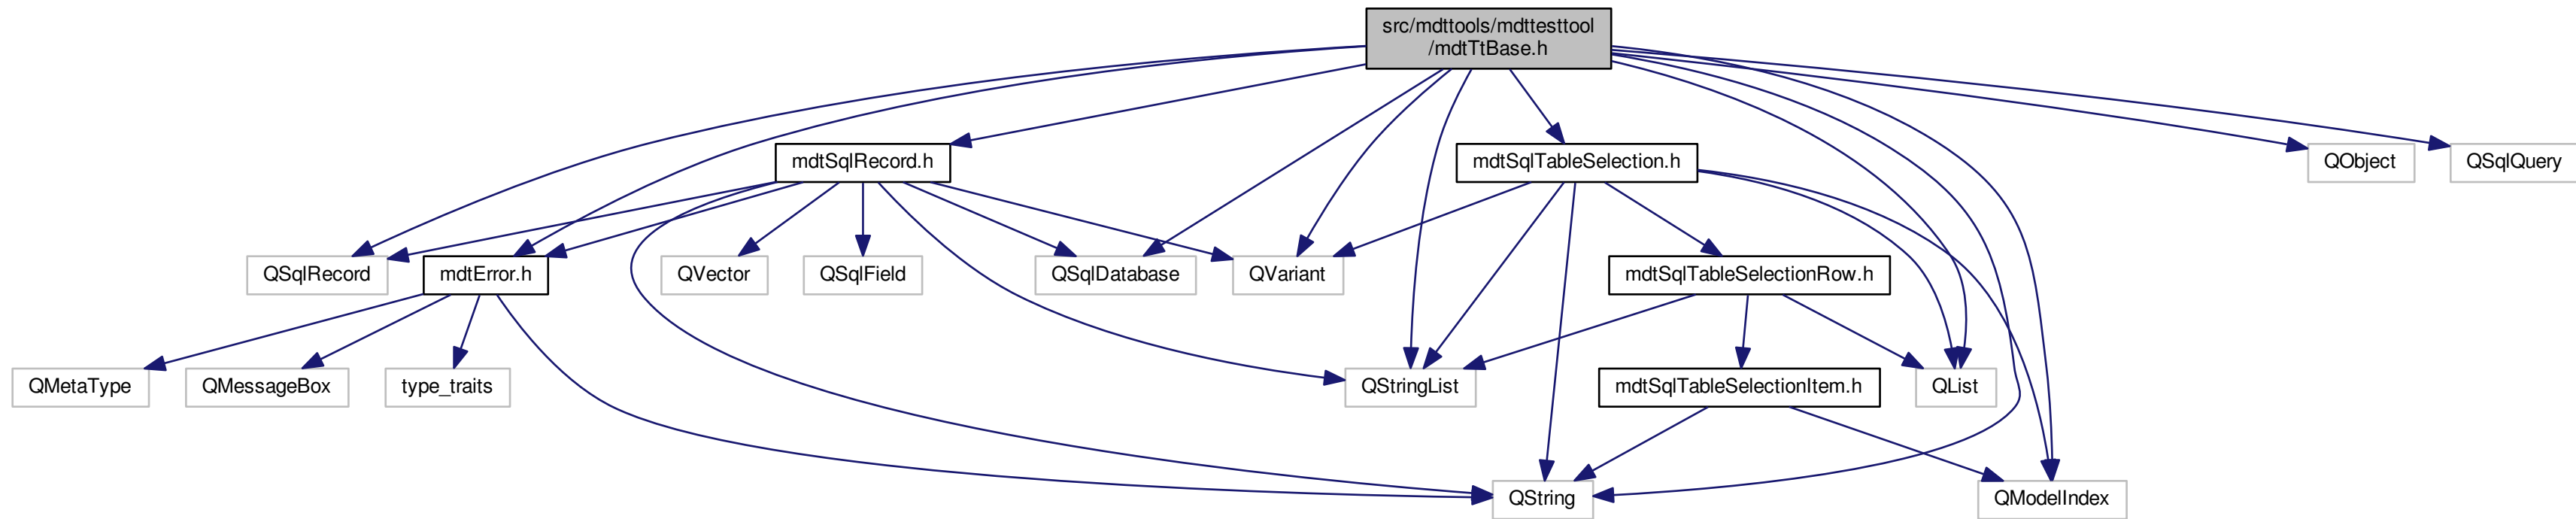 src/mdttools/mdttesttool
/mdtTtBase.h
mdtSqlRecord.h
mdtSqlTableSelection.h
QObject
QSqlQuery
QSqlRecord
mdtError.h
QVector
QSqlField
QSqlDatabase
QVariant
mdtSqlTableSelectionRow.h
QMetaType
QMessageBox
type_traits
QStringList
mdtSqlTableSelectionItem.h
QList
QString
QModelIndex